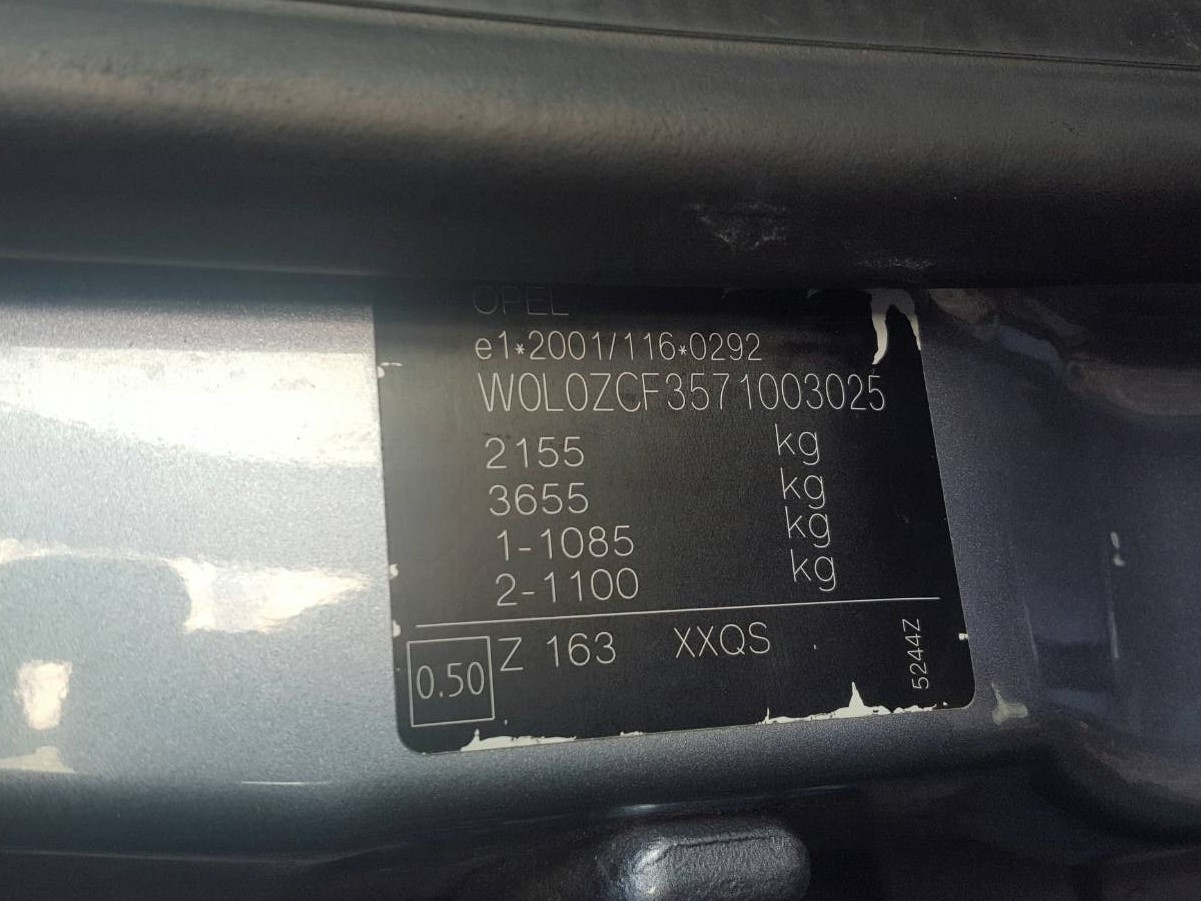 OPEL
e1*2001/116*0292
W0L0ZCF3571003025
2155 kg
3655 kg
1-1085 kg
2-1100 kg
0.50 Z 163 XXQS
5244Z